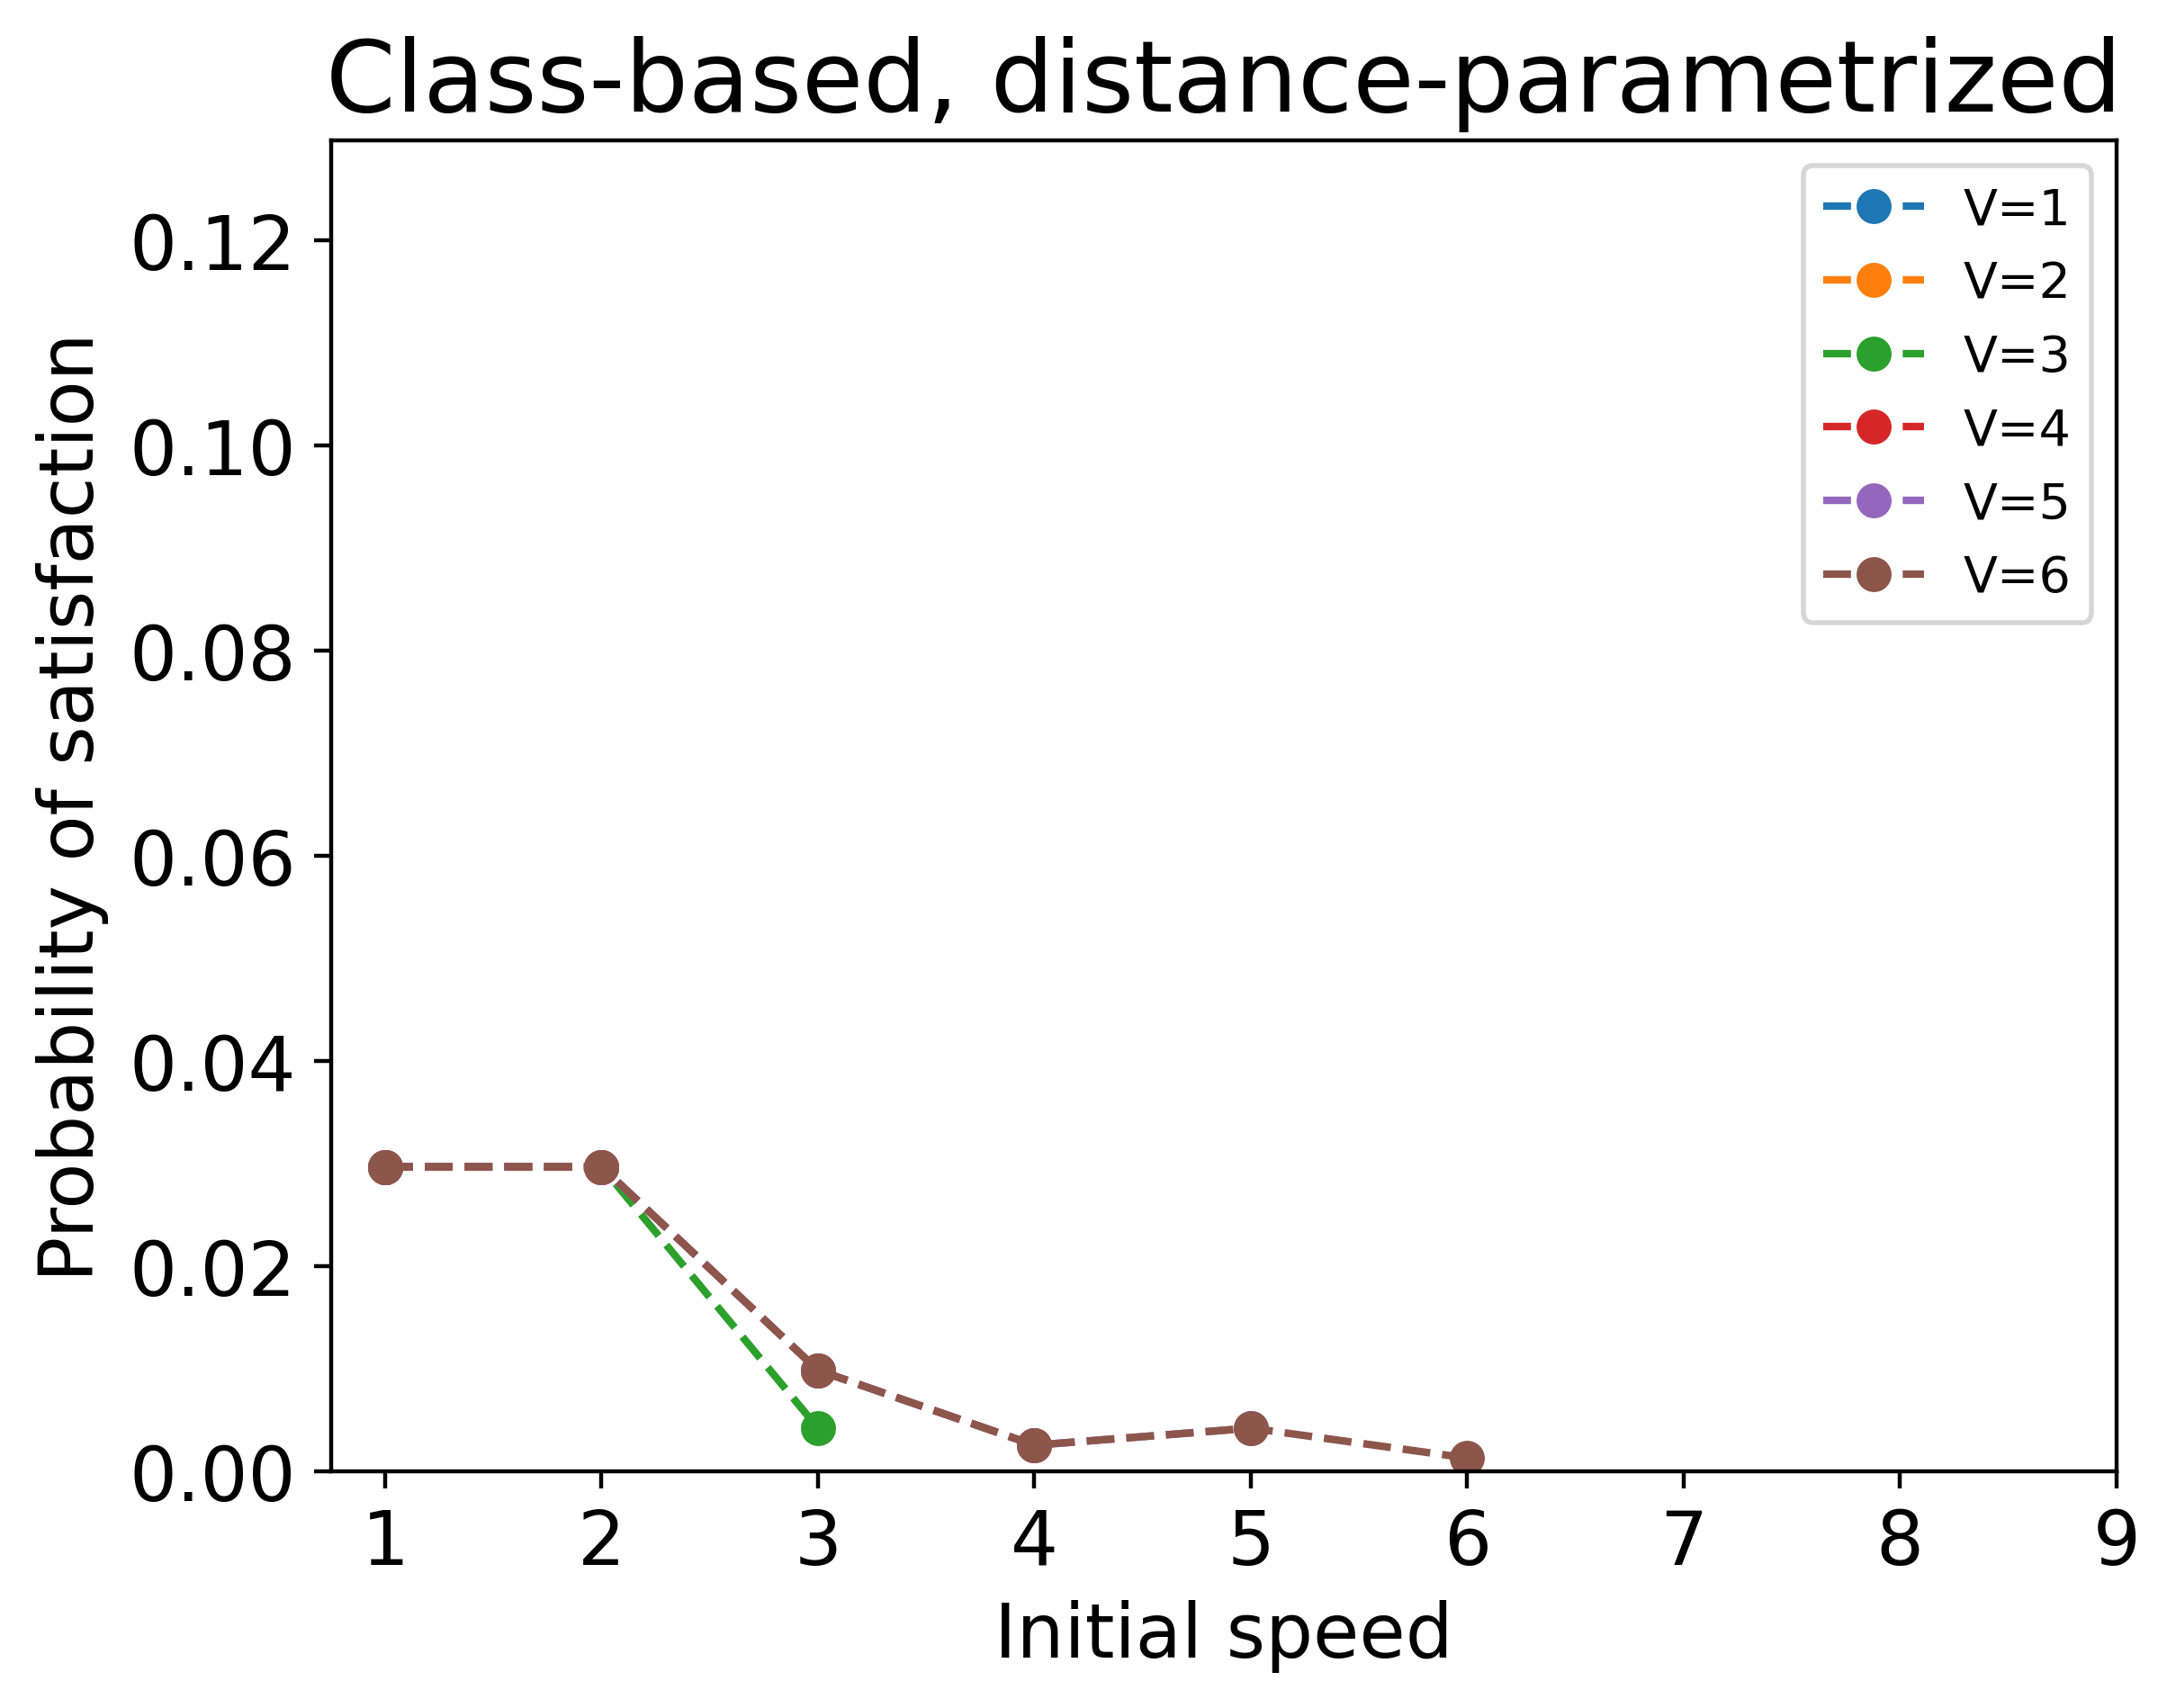 Class-based, distance-parametrized
Probability of satisfaction
0.12
0.10
0.08
0.06
0.04
0.02
0.00
V=1
V=2
V=3
V=4
V=5
V=6
1 2 3 4 5 6 7 8 9
Initial speed